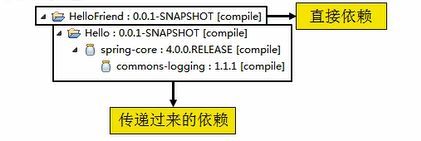 HelloFriend : 0.0.1-SNAPSHOT [compile]
直接依赖
Hello : 0.0.1-SNAPSHOT [compile]
spring-core : 4.0.0.RELEASE [compile]
commons-logging : 1.1.1 [compile]
传递过来的依赖